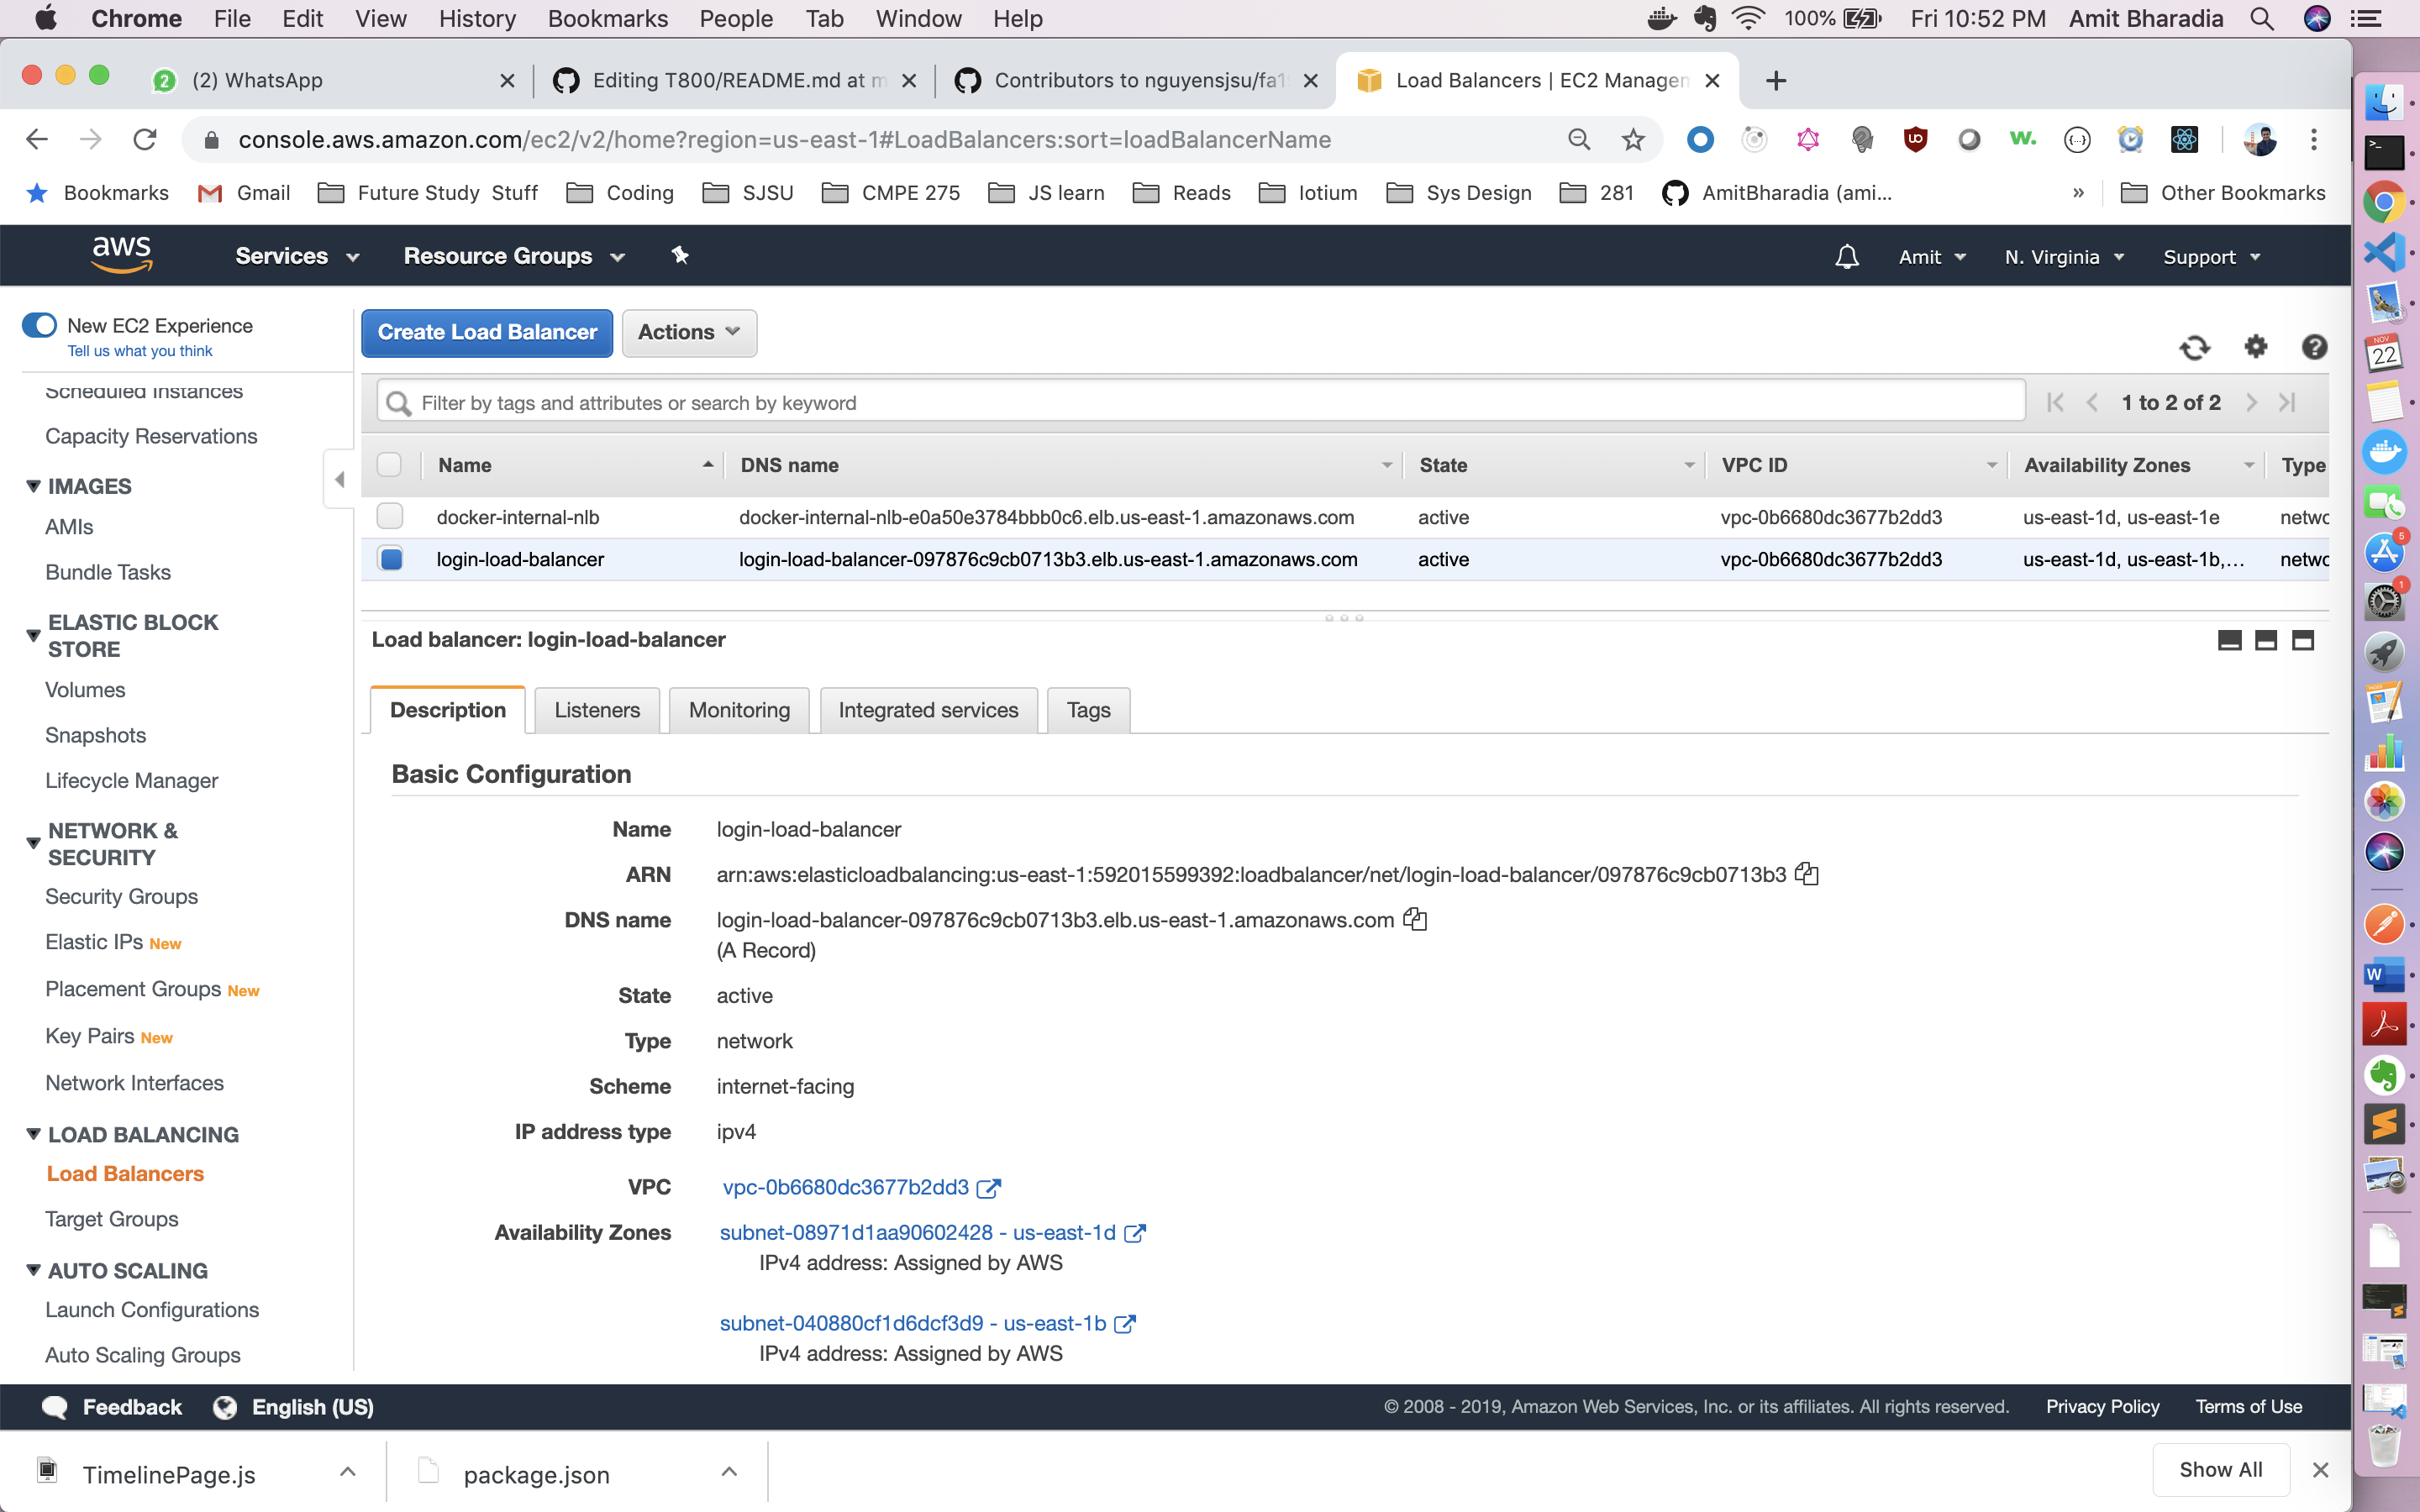 Chrome File Edit View History Bookmarks People Tab Window Help 100% Fri 10:52 PM Amit Bharadia
(2) WhatsApp Editing T800/README.md at m Contributors to nguyensjsu/fa1 Load Balancers | EC2 Managem
console.aws.amazon.com/ec2/v2/home?region=us-east-1#LoadBalancers:sort=loadBalancerName
Bookmarks Gmail Future Study Stuff Coding SJSU CMPE 275 JS learn Reads Iotium Sys Design 281 AmitBharadia (ami... » Other Bookmarks
aws Services Resource Groups Amit N. Virginia Support
New EC2 Experience
Tell us what you think
Scheduled Instances
Capacity Reservations
IMAGES
AMIs
Bundle Tasks
ELASTIC BLOCK
STORE
Volumes
Snapshots
Lifecycle Manager
NETWORK &
SECURITY
Security Groups
Elastic IPs New
Placement Groups New
Key Pairs New
Network Interfaces
LOAD BALANCING
Load Balancers
Target Groups
AUTO SCALING
Launch Configurations
Auto Scaling Groups
Create Load Balancer Actions
Filter by tags and attributes or search by keyword 1 to 2 of 2
Name DNS name State VPC ID Availability Zones Type
docker-internal-nlb docker-internal-nlb-e0a50e3784bbb0c6.elb.us-east-1.amazonaws.com active vpc-0b6680dc3677b2dd3 us-east-1d, us-east-1e netwo
login-load-balancer login-load-balancer-097876c9cb0713b3.elb.us-east-1.amazonaws.com active vpc-0b6680dc3677b2dd3 us-east-1d, us-east-1b,... netwo
Load balancer: login-load-balancer
Description Listeners Monitoring Integrated services Tags
Basic Configuration
Name login-load-balancer
ARN arn:aws:elasticloadbalancing:us-east-1:592015599392:loadbalancer/net/login-load-balancer/097876c9cb0713b3
DNS name login-load-balancer-097876c9cb0713b3.elb.us-east-1.amazonaws.com
(A Record)
State active
Type network
Scheme internet-facing
IP address type ipv4
VPC vpc-0b6680dc3677b2dd3
Availability Zones subnet-08971d1aa90602428 - us-east-1d
IPv4 address: Assigned by AWS
subnet-040880cf1d6dcf3d9 - us-east-1b
IPv4 address: Assigned by AWS
Feedback English (US) © 2008 - 2019, Amazon Web Services, Inc. or its affiliates. All rights reserved. Privacy Policy Terms of Use
TimelinePage.js package.json Show All
NOV
22
5
1